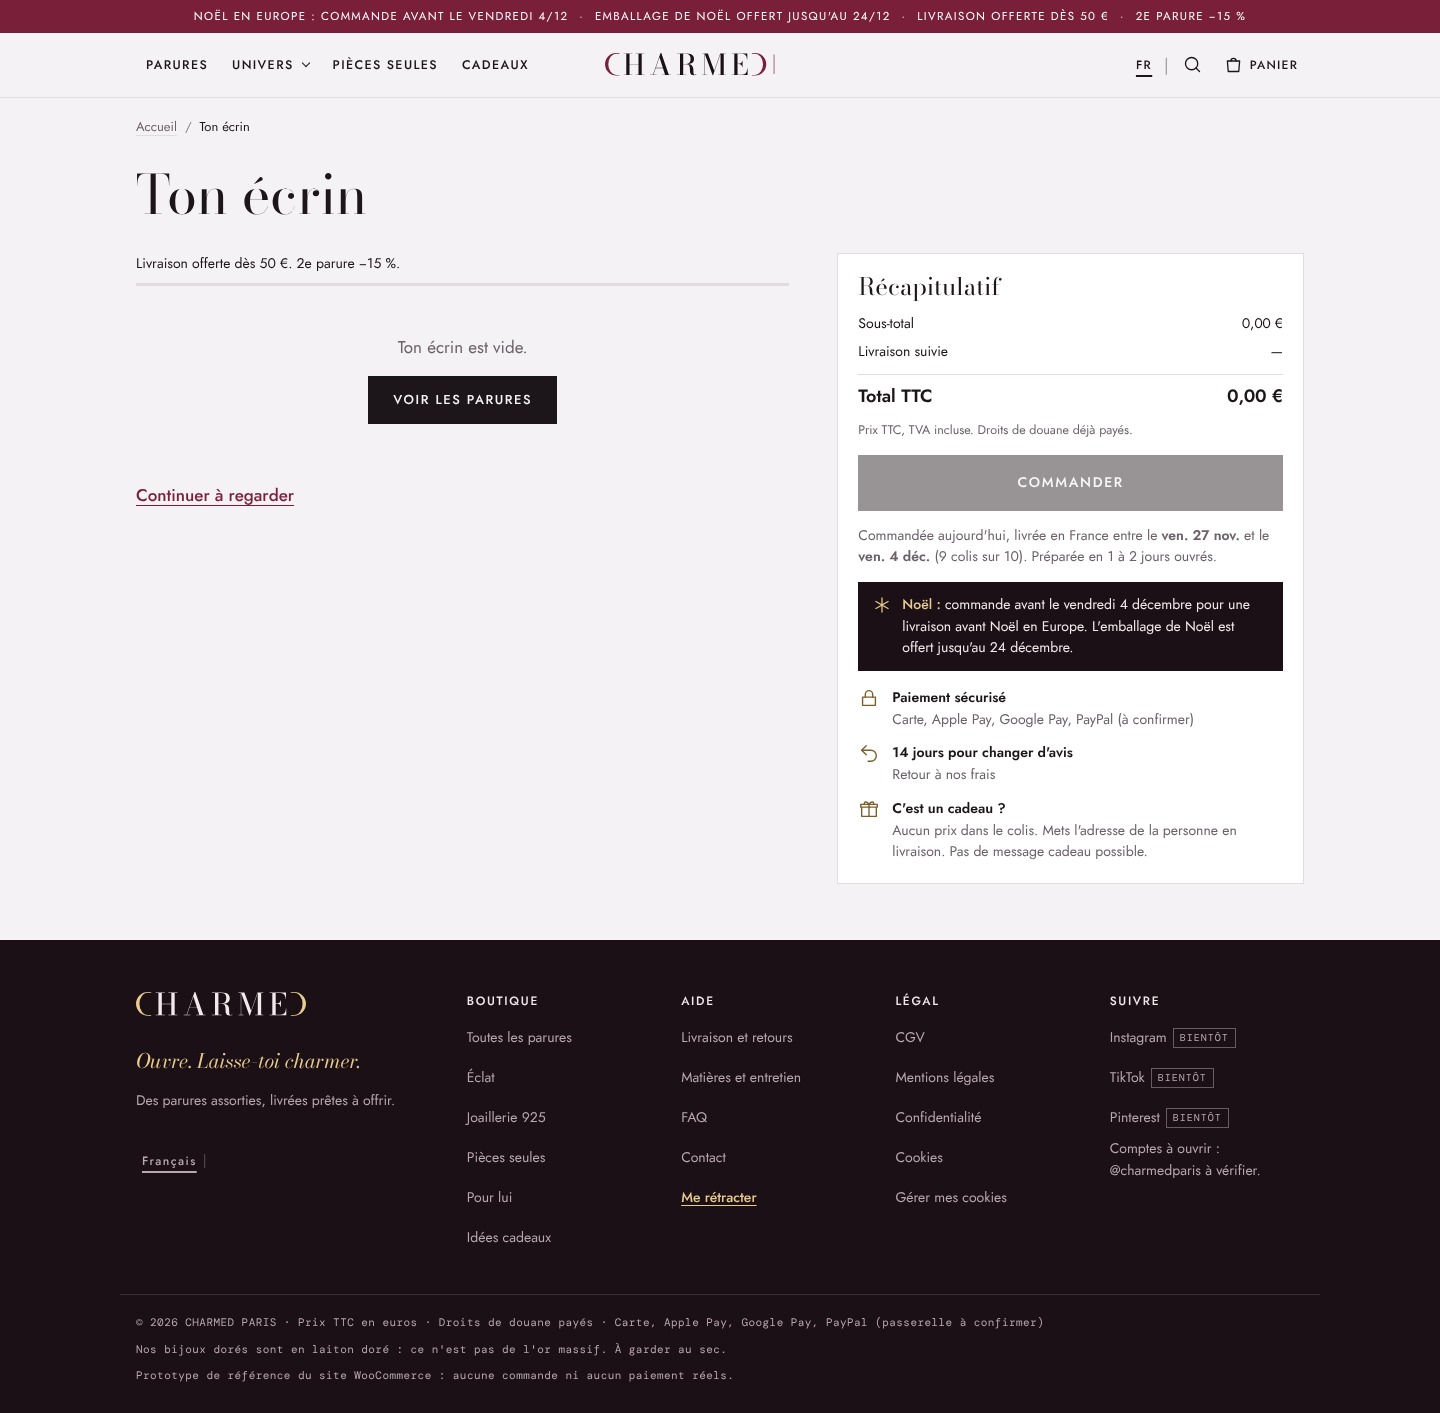 NOËL EN EUROPE : COMMANDE AVANT LE VENDREDI 4/12 · EMBALLAGE DE NOËL OFFERT JUSQU'AU 24/12 · LIVRAISON OFFERTE DÈS 50 € · 2E PARURE −15 %
PARURES UNIVERS PIÈCES SEULES CADEAUX CHARMED FR | PANIER
Accueil / Ton écrin
Ton écrin
Livraison offerte dès 50 €. 2e parure −15 %.
Ton écrin est vide.
VOIR LES PARURES
Continuer à regarder
Récapitulatif
Sous-total 0,00 €
Livraison suivie —
Total TTC 0,00 €
Prix TTC, TVA incluse. Droits de douane déjà payés.
COMMANDER
Commandée aujourd'hui, livrée en France entre le ven. 27 nov. et le
ven. 4 déc. (9 colis sur 10). Préparée en 1 à 2 jours ouvrés.
Noël : commande avant le vendredi 4 décembre pour une
livraison avant Noël en Europe. L'emballage de Noël est
offert jusqu'au 24 décembre.
Paiement sécurisé
Carte, Apple Pay, Google Pay, PayPal (à confirmer)
14 jours pour changer d'avis
Retour à nos frais
C'est un cadeau ?
Aucun prix dans le colis. Mets l'adresse de la personne en
livraison. Pas de message cadeau possible.
CHARMED
Ouvre. Laisse-toi charmer.
Des parures assorties, livrées prêtes à offrir.
Français |
BOUTIQUE
Toutes les parures
Éclat
Joaillerie 925
Pièces seules
Pour lui
Idées cadeaux
AIDE
Livraison et retours
Matières et entretien
FAQ
Contact
Me rétracter
LÉGAL
CGV
Mentions légales
Confidentialité
Cookies
Gérer mes cookies
SUIVRE
Instagram BIENTÔT
TikTok BIENTÔT
Pinterest BIENTÔT
Comptes à ouvrir :
@charmedparis à vérifier.
© 2026 CHARMED PARIS · Prix TTC en euros · Droits de douane payés · Carte, Apple Pay, Google Pay, PayPal (passerelle à confirmer)
Nos bijoux dorés sont en laiton doré : ce n'est pas de l'or massif. À garder au sec.
Prototype de référence du site WooCommerce : aucune commande ni aucun paiement réels.